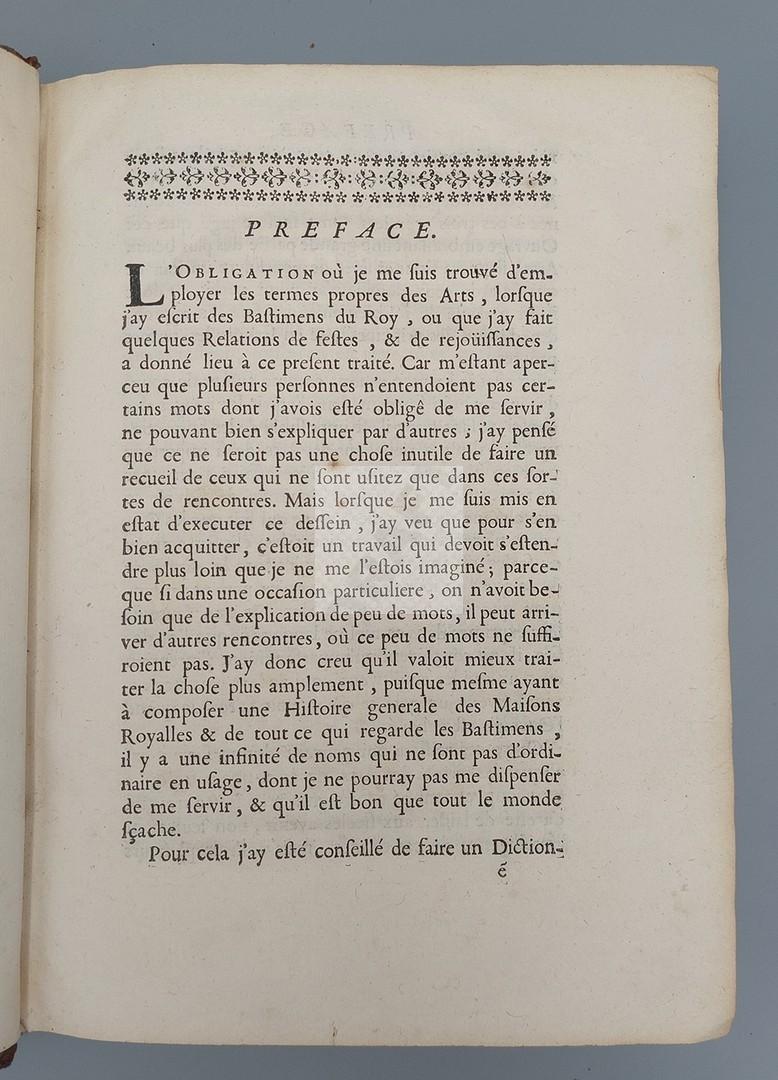 PREFACE.
L'OBLIGATION où je me ſuis trouvé d'em-
ployer les termes propres des Arts , lorſque
j'ay eſcrit des Baſtimens du Roy , ou que j'ay fait
quelques Relations de feſtes , & de rejoüiſſances ,
a donné lieu à ce preſent traité. Car m'eſtant aper-
ceu que pluſieurs perſonnes n'entendoient pas cer-
tains mots dont j'avois eſté obligê de me ſervir ,
ne pouvant bien s'expliquer par d'autres ; j'ay penſé
que ce ne ſeroit pas une choſe inutile de faire un
recueil de ceux qui ne ſont uſitez que dans ces ſor-
tes de rencontres. Mais lorſque je me ſuis mis en
eſtat d'executer ce deſſein , j'ay veu que pour s'en
bien acquitter, c'eſtoit un travail qui devoit s'eſten-
dre plus loin que je ne me l'eſtois imaginé ; parce-
que ſi dans une occaſion particuliere , on n'avoit be-
ſoin que de l'explication de peu de mots, il peut arri-
ver d'autres rencontres, où ce peu de mots ne ſuffi-
roient pas. J'ay donc creu qu'il valoit mieux trai-
ter la choſe plus amplement , puiſque meſme ayant
à compoſer une Hiſtoire generale des Maiſons
Royalles & de tout ce qui regarde les Baſtimens ,
il y a une infinité de noms qui ne ſont pas d'ordi-
naire en uſage, dont je ne pourray pas me diſpenſer
de me ſervir, & qu'il eſt bon que tout le monde
ſçache.
Pour cela j'ay eſté conſeillé de faire un Diction-
é